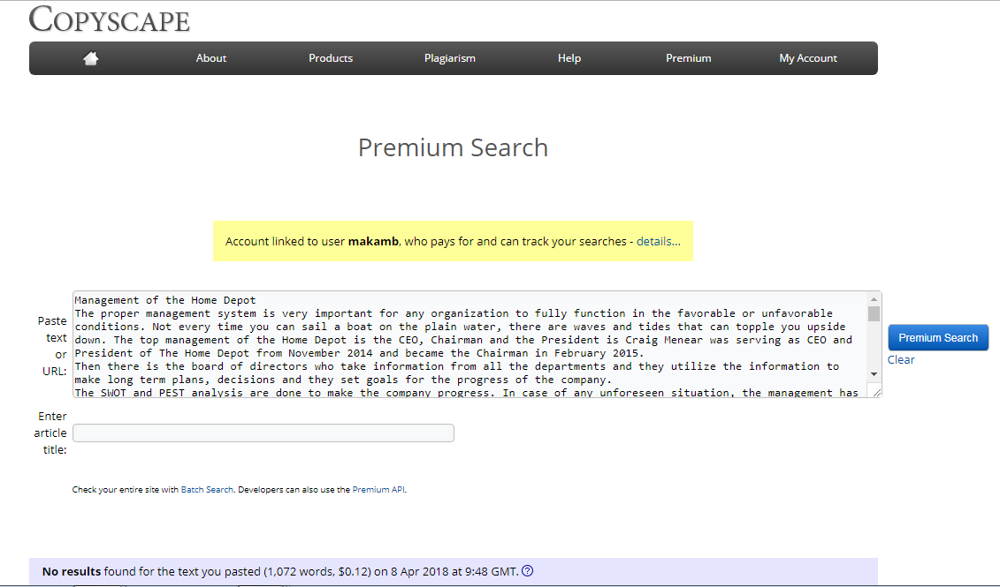 COPYSCAPE
About Products Plagiarism Help Premium My Account
Premium Search
Account linked to user makamb, who pays for and can track your searches - details...
Paste
text
or
URL:
Management of the Home Depot
The proper management system is very important for any organization to fully function in the favorable or unfavorable
conditions. Not every time you can sail a boat on the plain water, there are waves and tides that can topple you upside
down. The top management of the Home Depot is the CEO, Chairman and the President is Craig Menear was serving as CEO and
President of The Home Depot from November 2014 and became the Chairman in February 2015.
Then there is the board of directors who take information from all the departments and they utilize the information to
make long term plans, decisions and they set goals for the progress of the company.
The SWOT and PEST analysis are done to make the company progress. In case of any unforeseen situation, the management has
Premium Search
Clear
Enter
article
title:
Check your entire site with Batch Search. Developers can also use the Premium API.
No results found for the text you pasted (1,072 words, $0.12) on 8 Apr 2018 at 9:48 GMT. ?